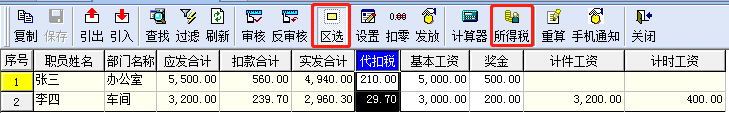 复制 保存 引出 引入 查找 过滤 刷新 审核 反审核 区选 设置 扣零 发放 计算器 所得税 重算 手机通知 关闭
序号 职员姓名 部门名称 应发合计 扣款合计 实发合计 代扣税 基本工资 奖金 计件工资 计时工资
1 张三 办公室 5,500.00 560.00 4,940.00 210.00 5,000.00 500.00
2 李四 车间 3,200.00 239.70 2,960.30 29.70 3,000.00 200.00 3,200.00 400.00